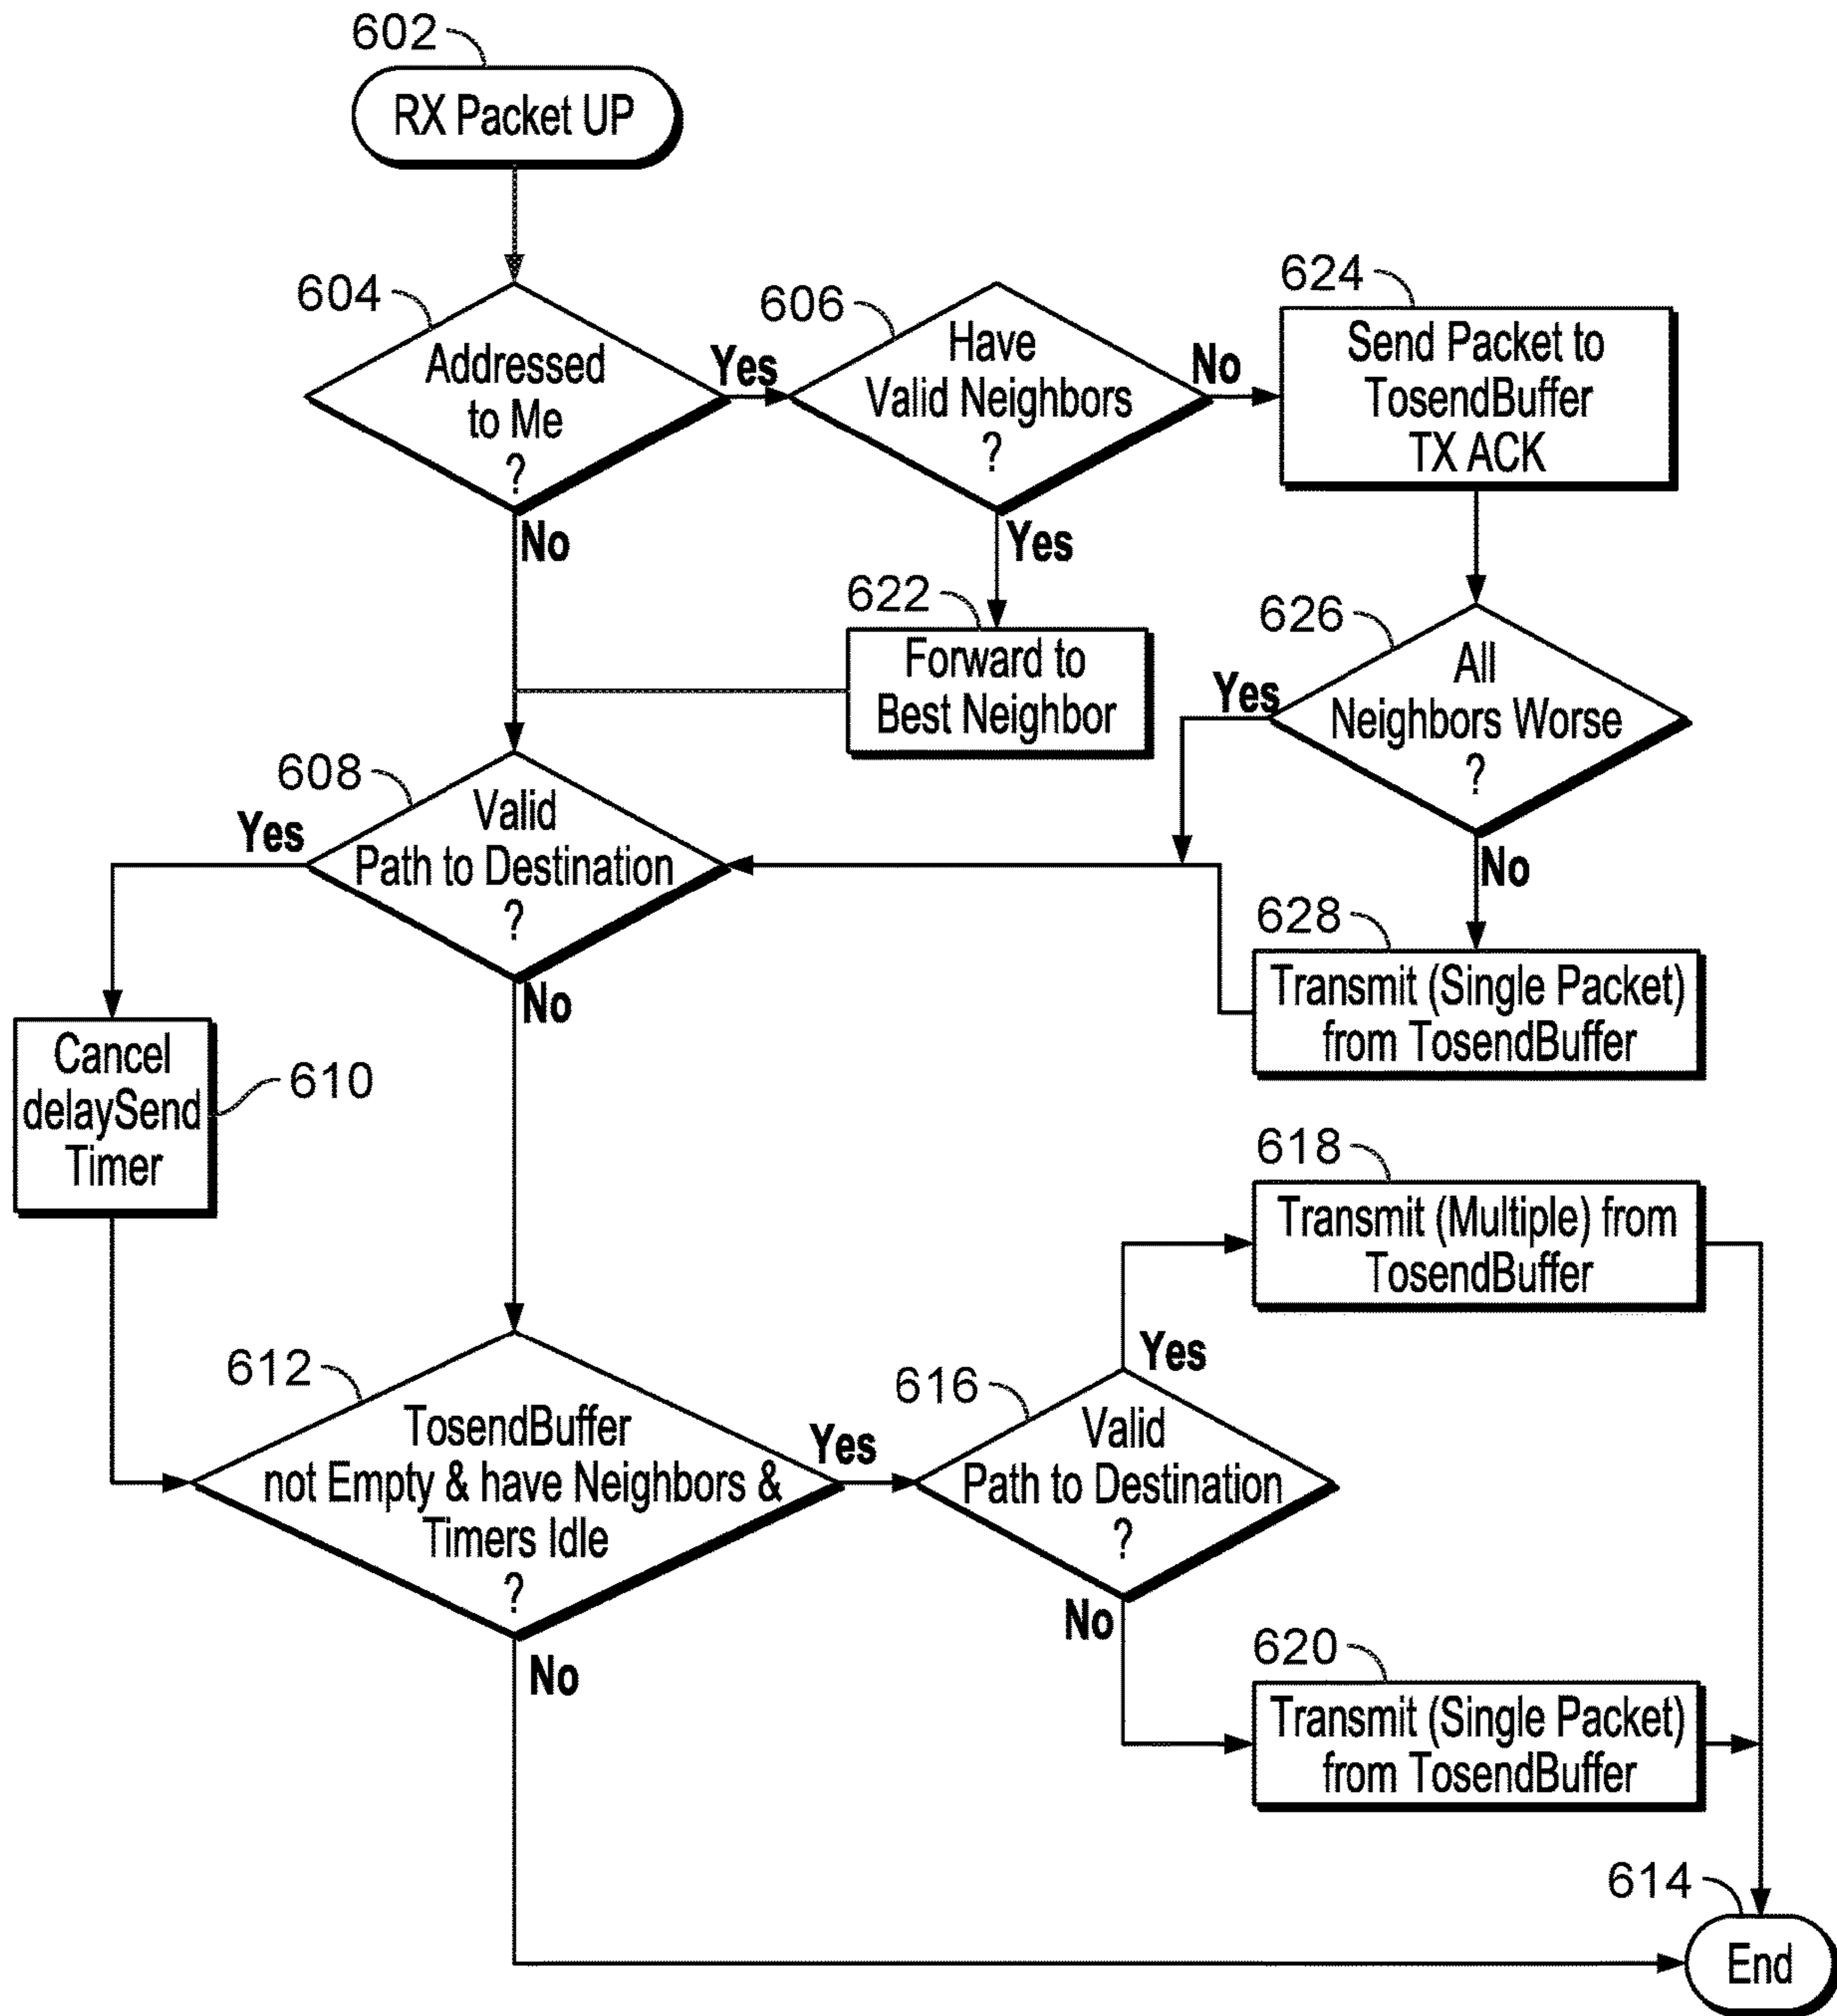 602
RX Packet UP
604
Addressed
to Me
?
Yes
No
606
Have
Valid Neighbors
?
No
Yes
624
Send Packet to
TosendBuffer
TX ACK
622
Forward to
Best Neighbor
626
All
Neighbors Worse
?
Yes
No
608
Valid
Path to Destination
?
Yes
No
628
Transmit (Single Packet)
from TosendBuffer
Cancel
delaySend
Timer
610
618
Transmit (Multiple) from
TosendBuffer
612
TosendBuffer
not Empty & have Neighbors &
Timers Idle
?
Yes
No
616
Valid
Path to Destination
?
Yes
No
620
Transmit (Single Packet)
from TosendBuffer
614
End